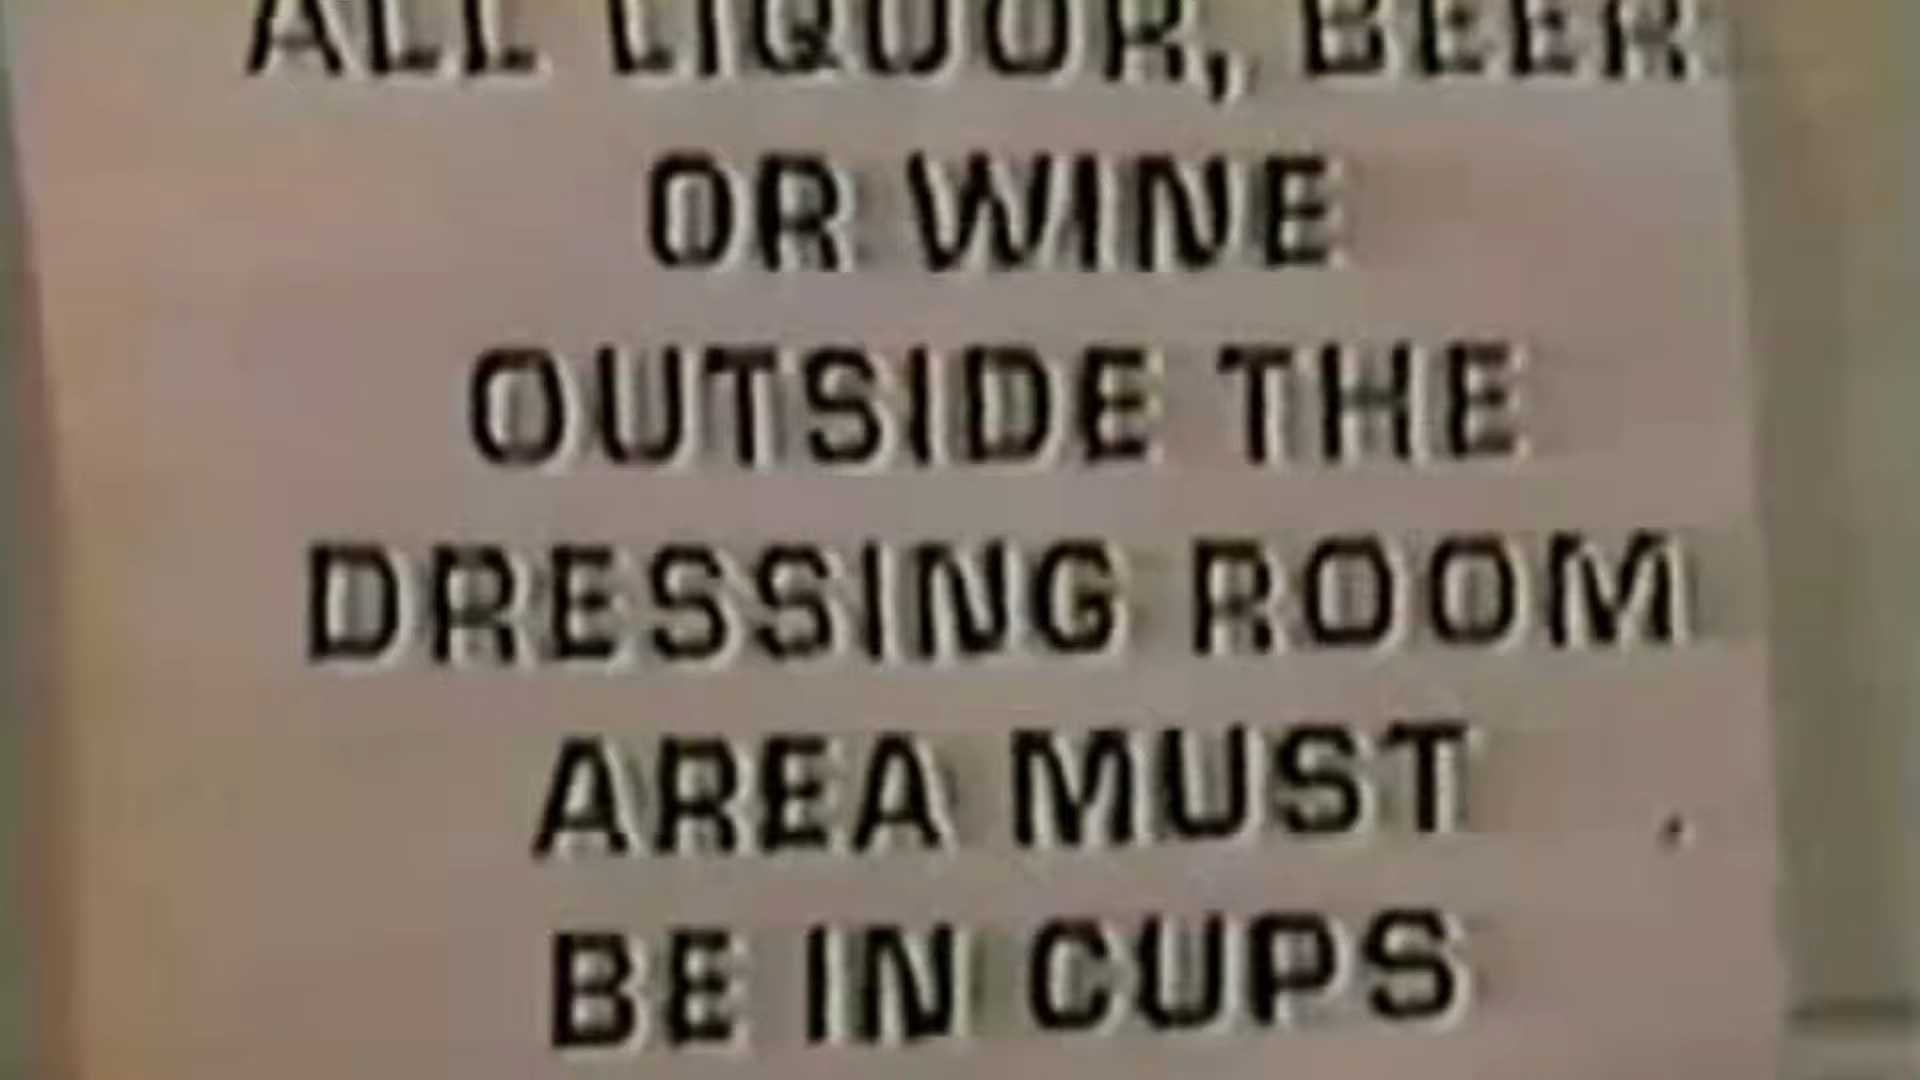 ALL LIQUOR, BEER
OR WINE
OUTSIDE THE
DRESSING ROOM
AREA MUST
BE IN CUPS